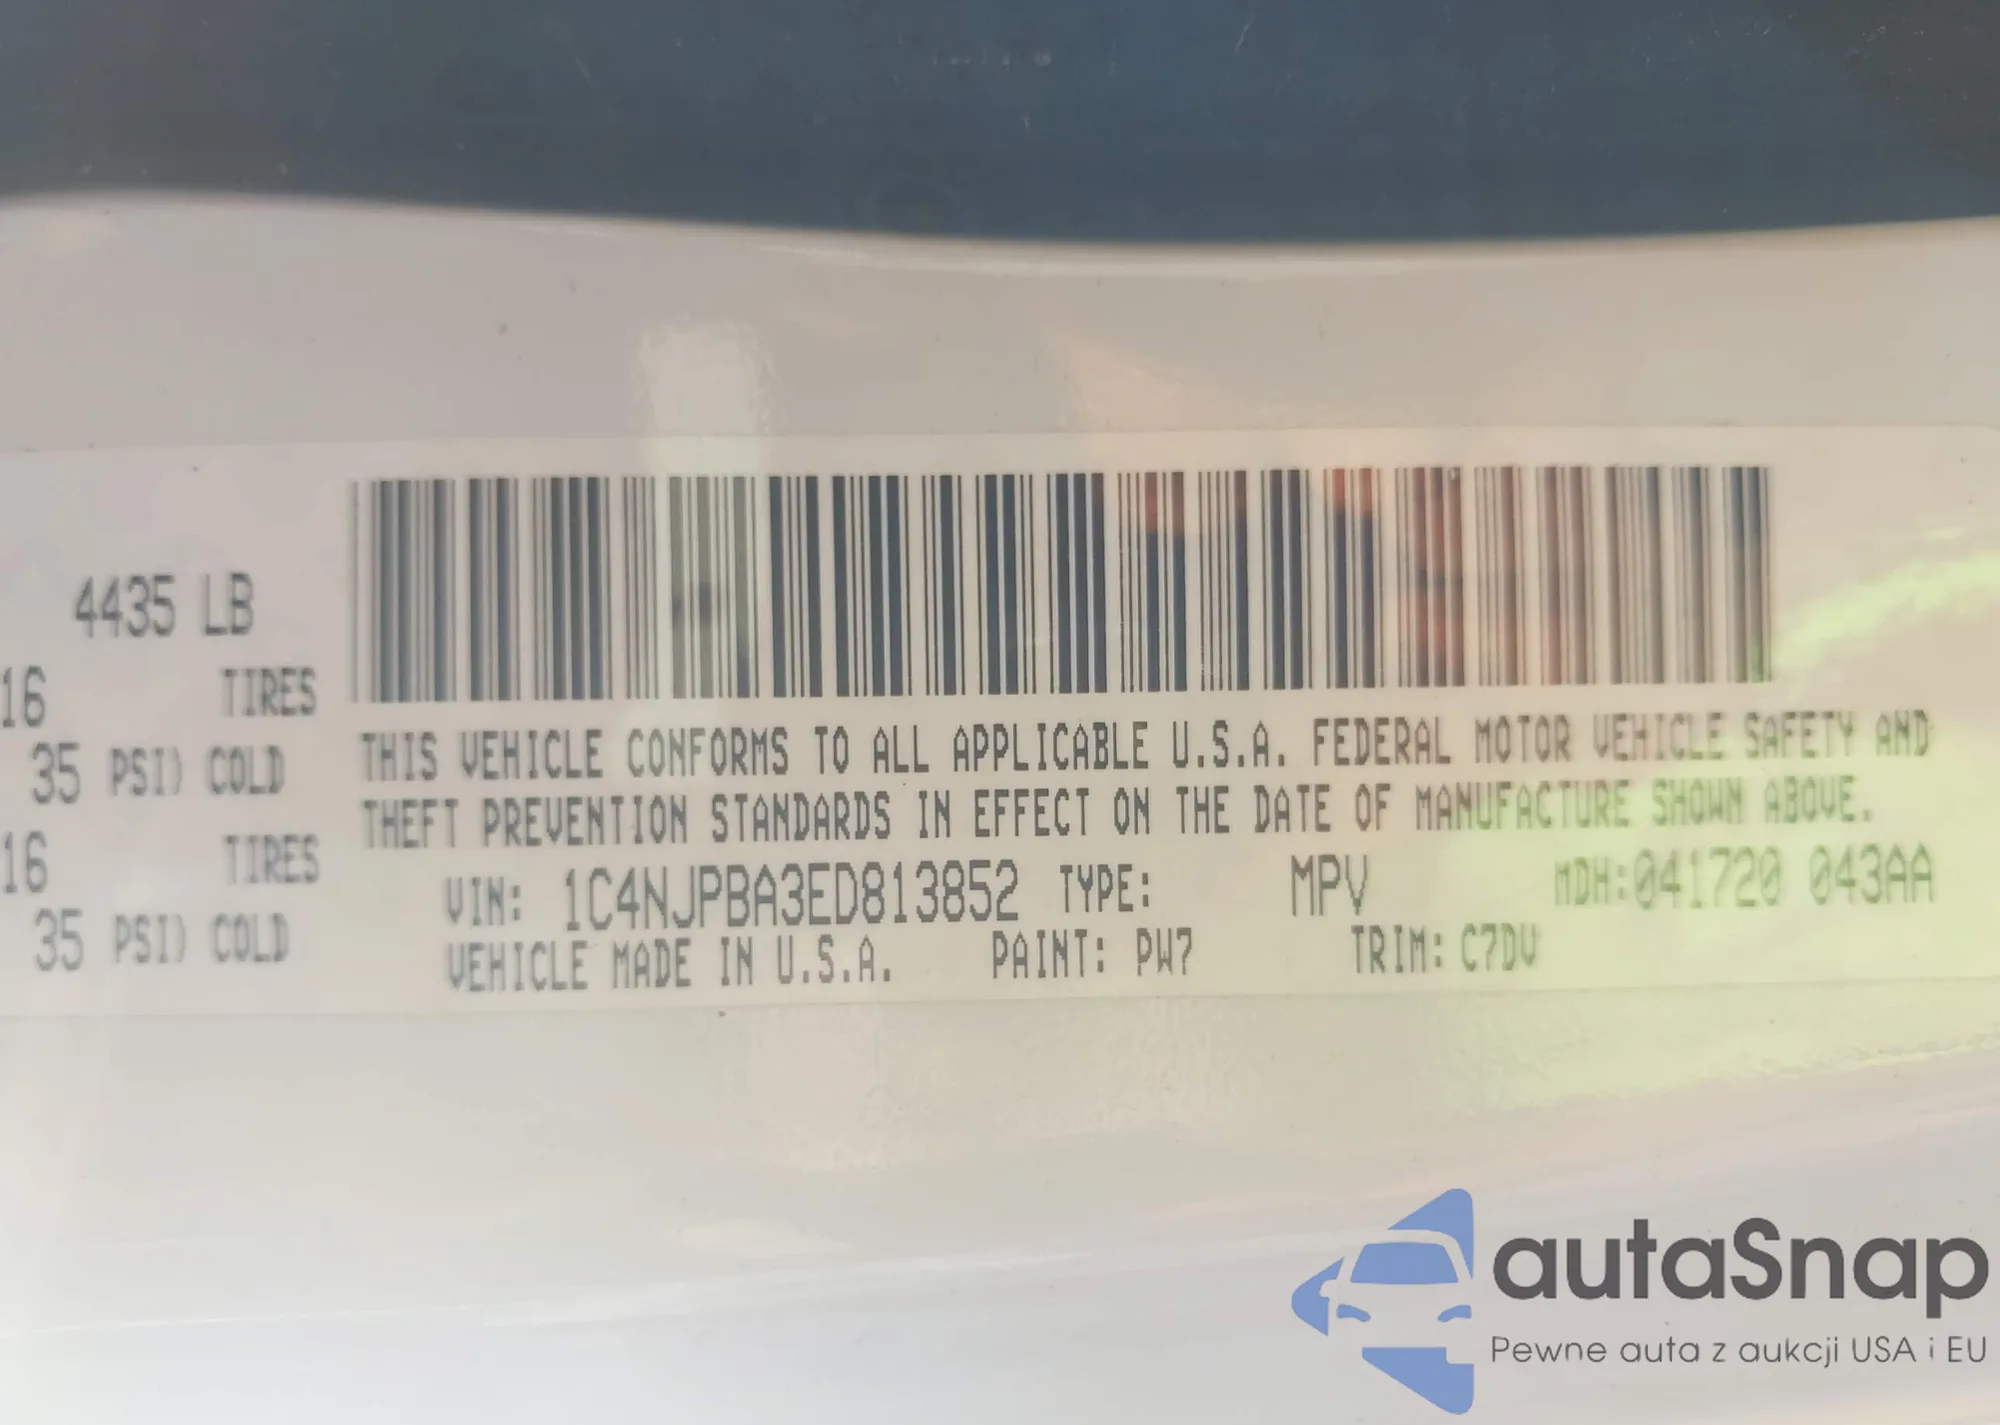 4435 LB
16 TIRES
35 PSI) COLD
16 TIRES
35 PSI) COLD
THIS VEHICLE CONFORMS TO ALL APPLICABLE U.S.A. FEDERAL MOTOR VEHICLE SAFETY AND
THEFT PREVENTION STANDARDS IN EFFECT ON THE DATE OF MANUFACTURE SHOWN ABOVE.
VIN: 1C4NJPBA3ED813852 TYPE: MPV MDH:041720 043AA
VEHICLE MADE IN U.S.A. PAINT: PW7 TRIM: C7DV
autaSnap
Pewne auta z aukcji USA i EU